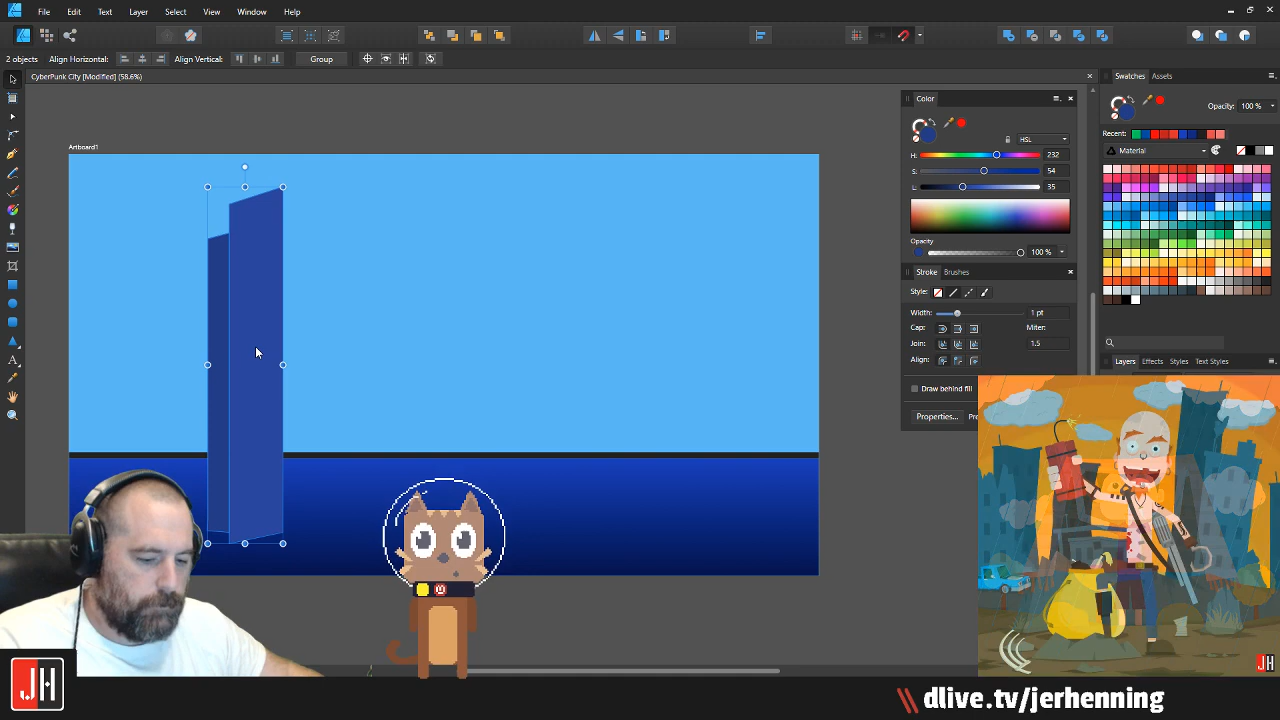 File Edit Text Layer Select View Window Help
2 objects Align Horizontal: Align Vertical: Group
CyberPunk City [Modified] (58.6%)
Artboard1
Color
HSL
H: 232
S: 54
L: 35
Opacity
100 %
Stroke Brushes
Style:
Width: 1 pt
Cap: Miter:
Join: 1.5
Align:
Draw behind fill
Properties...
Swatches Assets
Opacity: 100 %
Recent:
Material
Layers Effects Styles Text Styles
JH
JH
dlive.tv/jerhenning